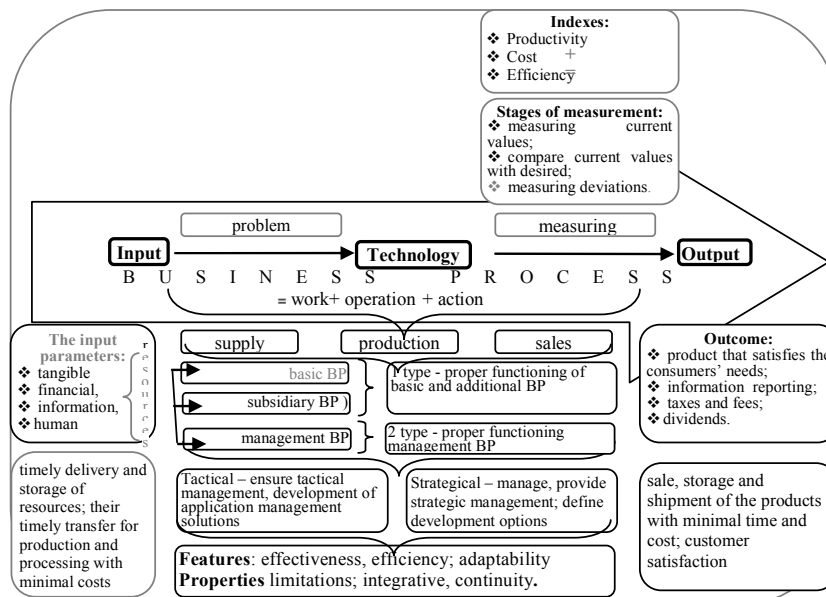 Indexes:
❖ Productivity
❖ Cost +
❖ Efficiency =
Stages of measurement:
❖ measuring current
values;
❖ compare current values
with desired;
❖ measuring deviations.
problem
measuring
Input
Technology
Output
B U S I N E S S P R O C E S S
= work+ operation + action
The input
parameters:
❖ tangible
❖ financial,
❖ information,
❖ human
resources
supply
production
sales
basic BP
subsidiary BP )
management BP
1 type - proper functioning of
basic and additional BP
2 type - proper functioning
management BP
Outcome:
❖ product that satisfies the
consumers’ needs;
❖ information reporting;
❖ taxes and fees;
❖ dividends.
timely delivery and
storage of
resources; their
timely transfer for
production and
processing with
minimal costs
Tactical – ensure tactical
management, development of
application management
solutions
Strategical – manage, provide
strategic management; define
development options
sale, storage and
shipment of the products
with minimal time and
cost; customer
satisfaction
Features: effectiveness, efficiency; adaptability
Properties limitations; integrative, continuity.